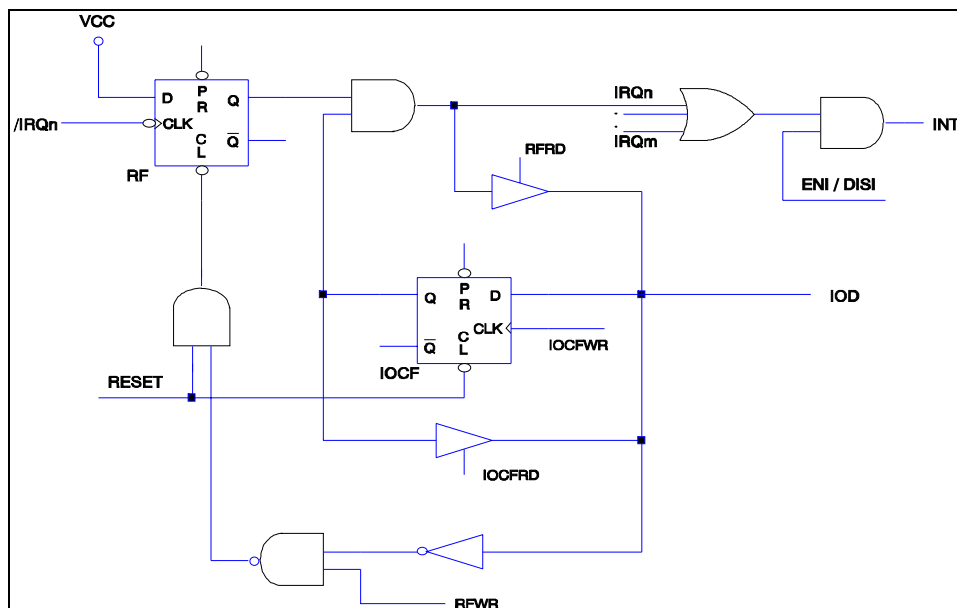 VCC
D
P
R
Q
/IRQn
CLK
C
L
Q
RF
IRQn
.
.
IRQm
INT
RFRD
ENI / DISI
Q
P
R
D
IOD
CLK
Q
C
L
IOCFWR
IOCF
RESET
IOCFRD
RFWR